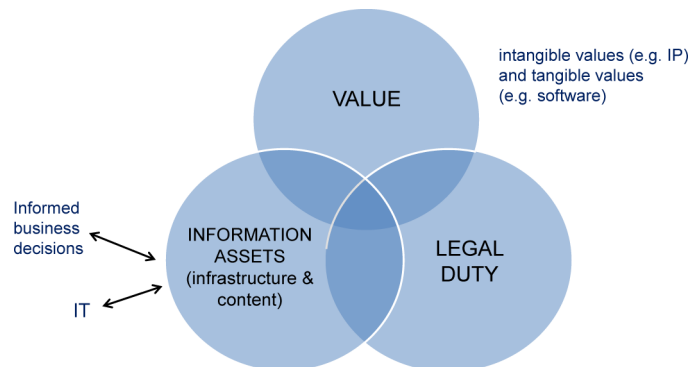 VALUE
intangible values (e.g. IP)
and tangible values
(e.g. software)
Informed
business
decisions
IT
INFORMATION
ASSETS
(infrastructure &
content)
LEGAL
DUTY